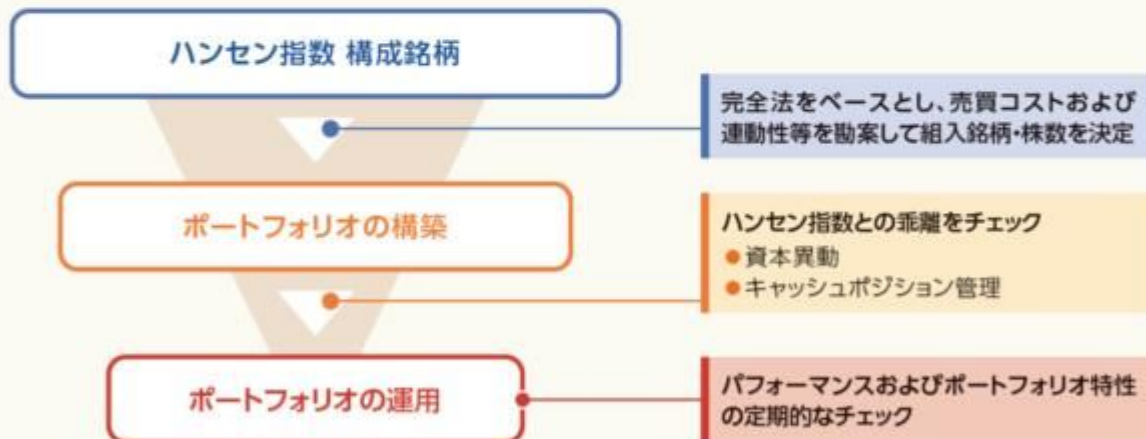 ハンセン指数 構成銘柄
完全法をベースとし、売買コストおよび
連動性等を勘案して組入銘柄・株数を決定
ポートフォリオの構築
ハンセン指数との乖離をチェック
●資本異動
●キャッシュポジション管理
ポートフォリオの運用
パフォーマンスおよびポートフォリオ特性
の定期的なチェック